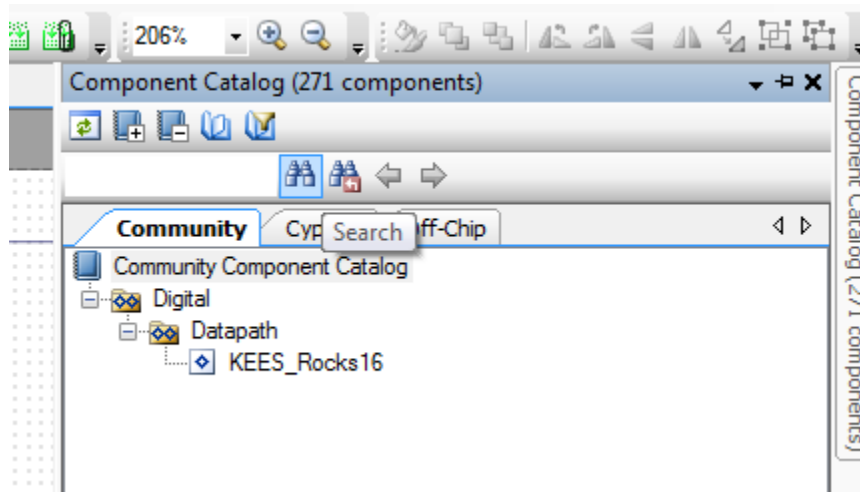 206%
Component Catalog (271 components)
Community Cyp Search ff-Chip
Community Component Catalog
Digital
Datapath
KEES_Rocks16
Component Catalog (271 components)